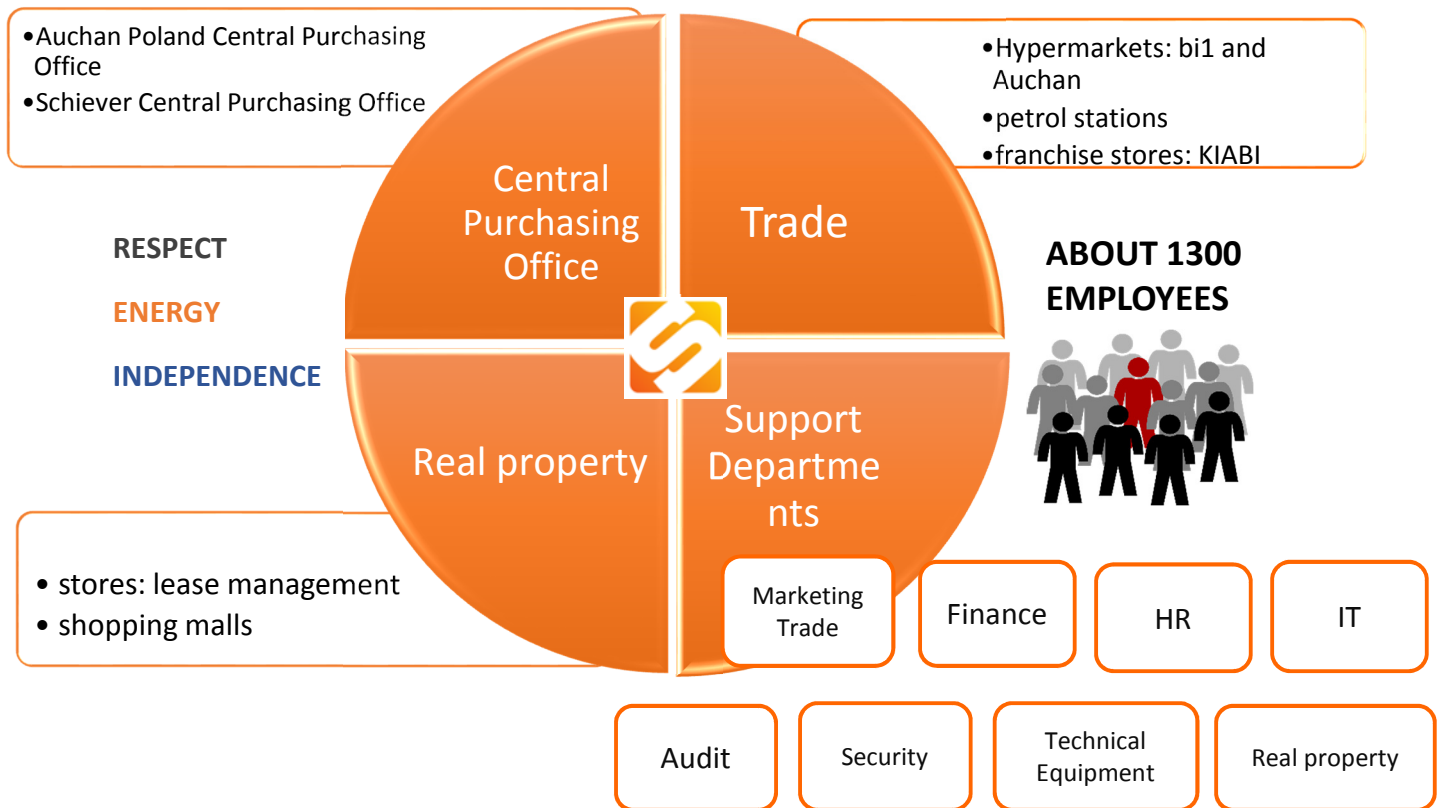 •Auchan Poland Central Purchasing
Office
•Schiever Central Purchasing Office
•Hypermarkets: bi1 and
Auchan
•petrol stations
•franchise stores: KIABI
Central
Purchasing
Office
Trade
RESPECT
ENERGY
INDEPENDENCE
ABOUT 1300
EMPLOYEES
Real property
Support
Departme
nts
• stores: lease management
• shopping malls
Marketing
Trade
Finance
HR
IT
Audit
Security
Technical
Equipment
Real property